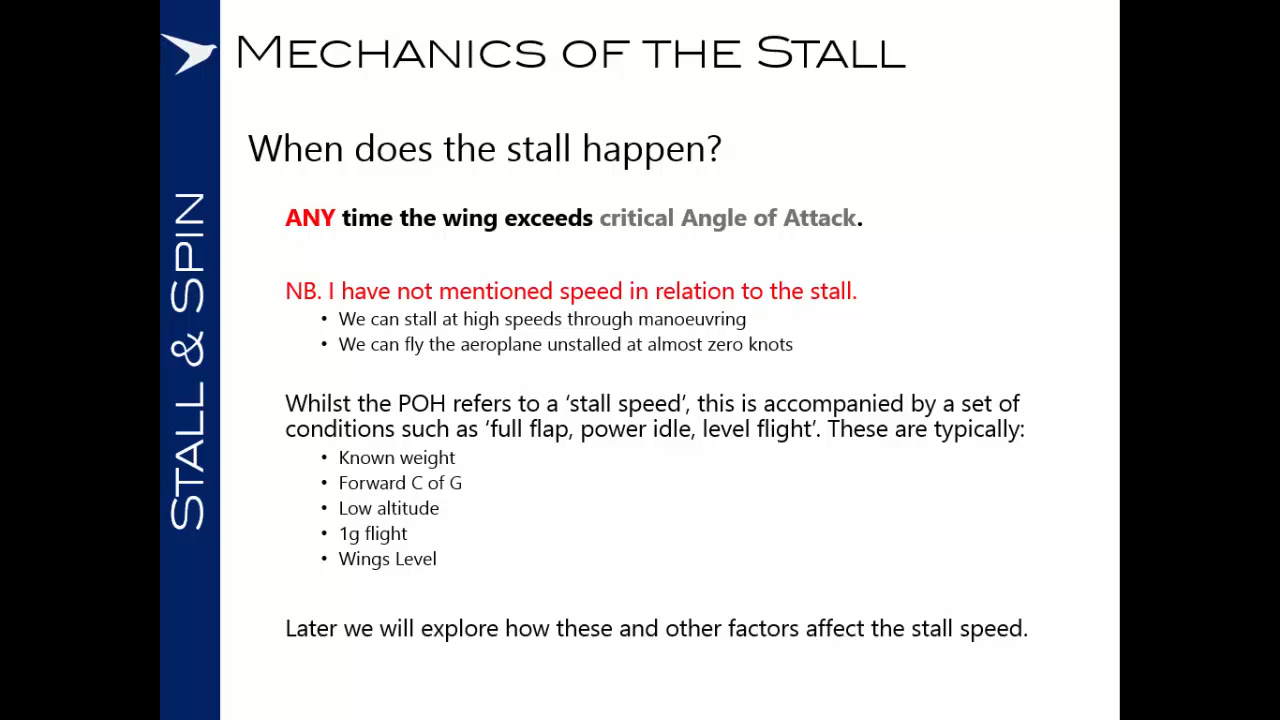 MECHANICS OF THE STALL
STALL & SPIN
When does the stall happen?
ANY time the wing exceeds critical Angle of Attack.
NB. I have not mentioned speed in relation to the stall.
• We can stall at high speeds through manoeuvring
• We can fly the aeroplane unstalled at almost zero knots
Whilst the POH refers to a ‘stall speed’, this is accompanied by a set of
conditions such as ‘full flap, power idle, level flight’. These are typically:
• Known weight
• Forward C of G
• Low altitude
• 1g flight
• Wings Level
Later we will explore how these and other factors affect the stall speed.